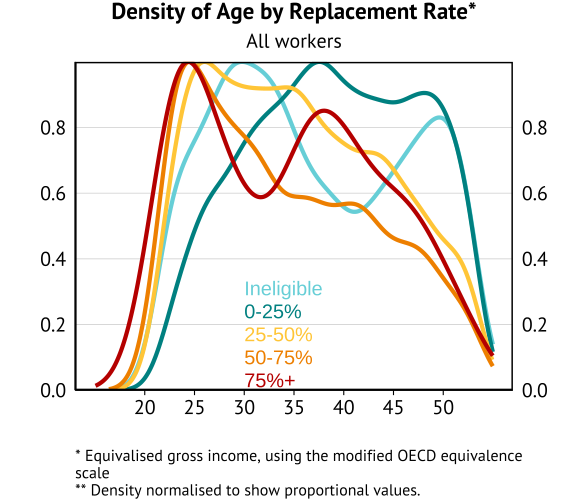 Density of Age by Replacement Rate*
All workers
0.8 0.8
0.6 0.6
0.4 0.4
Ineligible
0-25%
0.2 0.2
25-50%
50-75%
75%+
0.0 0.0
20 25 30 35 40 45 50
* Equivalised gross income, using the modified OECD equivalence
scale
** Density normalised to show proportional values.